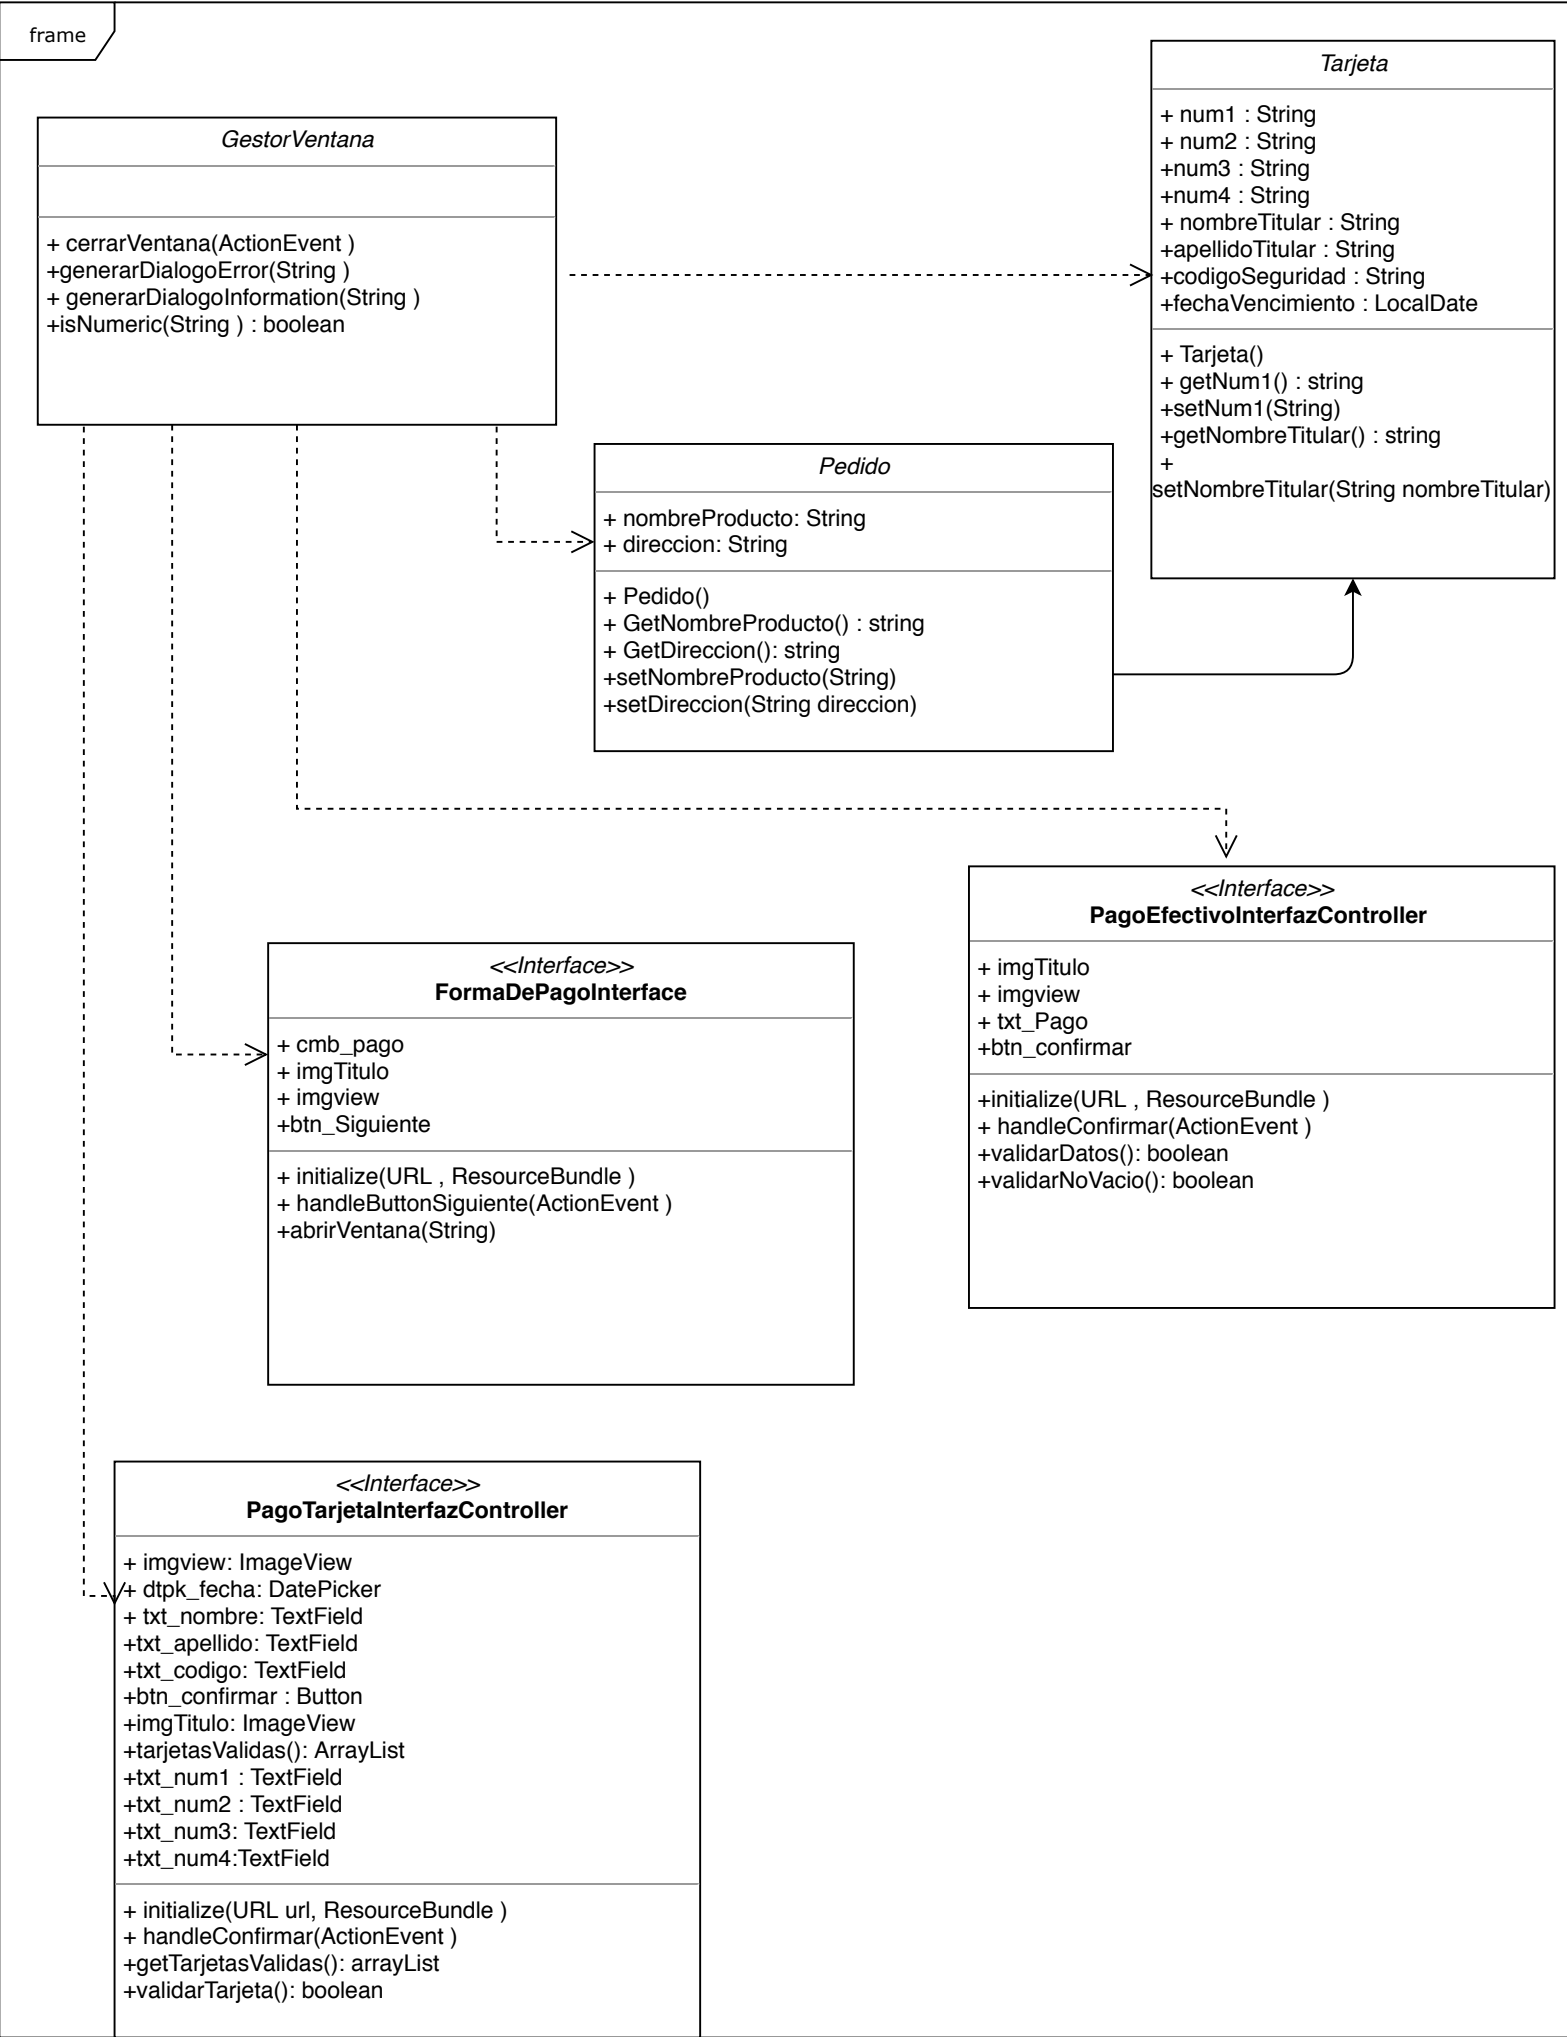 frame
GestorVentana
+ cerrarVentana(ActionEvent )
+generarDialogoError(String )
+ generarDialogoInformation(String )
+isNumeric(String ) : boolean
Tarjeta
+ num1 : String
+ num2 : String
+num3 : String
+num4 : String
+ nombreTitular : String
+apellidoTitular : String
+codigoSeguridad : String
+fechaVencimiento : LocalDate
+ Tarjeta()
+ getNum1() : string
+setNum1(String)
+getNombreTitular() : string
+
setNombreTitular(String nombreTitular)
Pedido
+ nombreProducto: String
+ direccion: String
+ Pedido()
+ GetNombreProducto() : string
+ GetDireccion(): string
+setNombreProducto(String)
+setDireccion(String direccion)
<<Interface>>
PagoEfectivoInterfazController
+ imgTitulo
+ imgview
+ txt_Pago
+btn_confirmar
+initialize(URL , ResourceBundle )
+ handleConfirmar(ActionEvent )
+validarDatos(): boolean
+validarNoVacio(): boolean
<<Interface>>
FormaDePagoInterface
+ cmb_pago
+ imgTitulo
+ imgview
+btn_Siguiente
+ initialize(URL , ResourceBundle )
+ handleButtonSiguiente(ActionEvent )
+abrirVentana(String)
<<Interface>>
PagoTarjetaInterfazController
+ imgview: ImageView
+ dtpk_fecha: DatePicker
+ txt_nombre: TextField
+txt_apellido: TextField
+txt_codigo: TextField
+btn_confirmar : Button
+imgTitulo: ImageView
+tarjetasValidas(): ArrayList
+txt_num1 : TextField
+txt_num2 : TextField
+txt_num3: TextField
+txt_num4:TextField
+ initialize(URL url, ResourceBundle )
+ handleConfirmar(ActionEvent )
+getTarjetasValidas(): arrayList
+validarTarjeta(): boolean